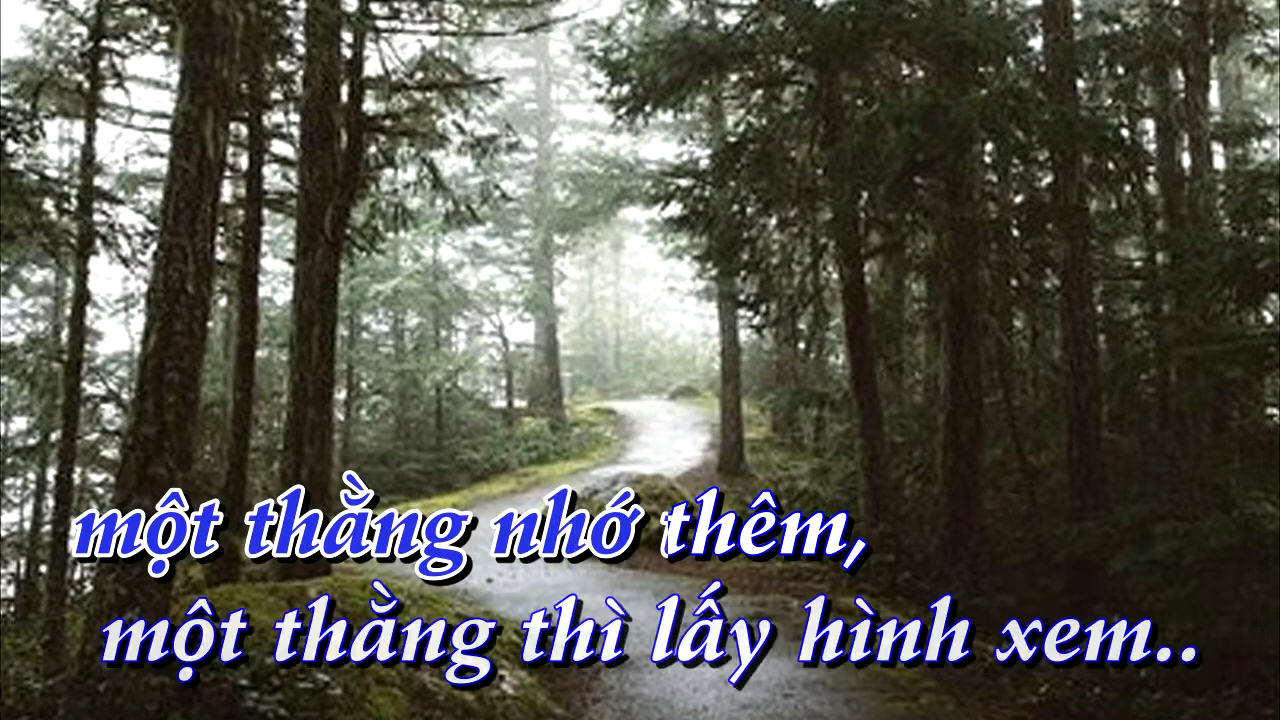 một thằng nhớ thêm,
một thằng thì lấy hình xem..